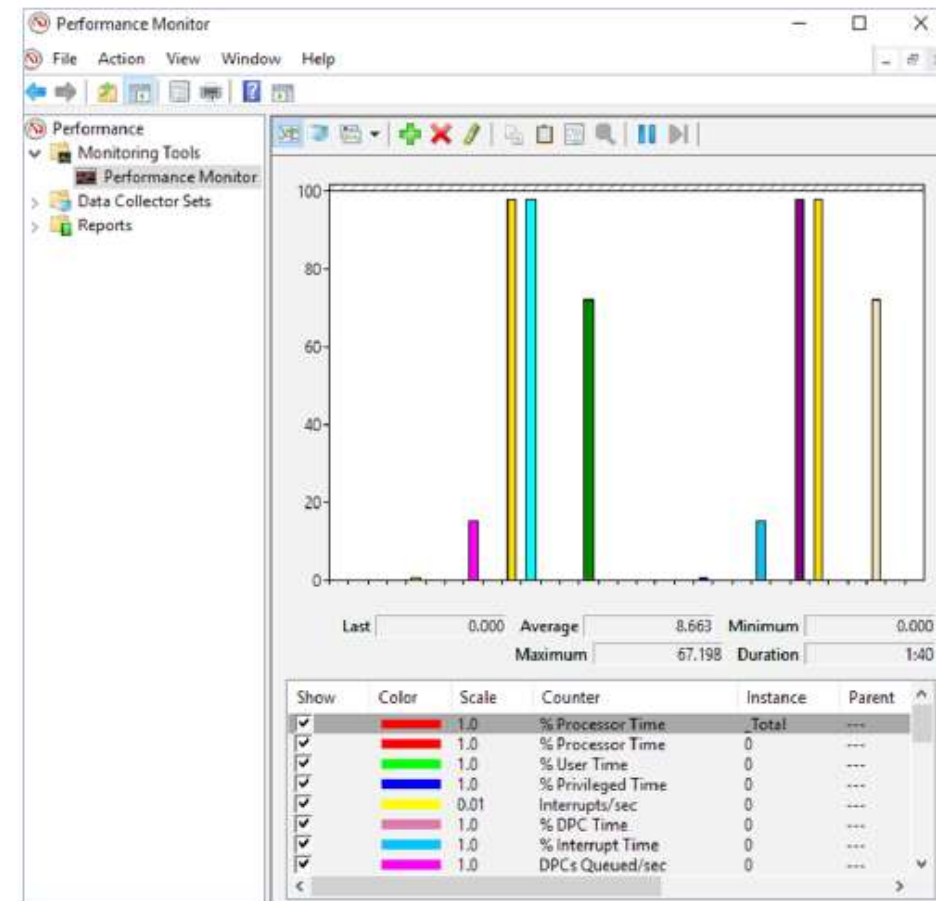 Performance Monitor
File Action View Window Help
Performance
Monitoring Tools
Performance Monitor
Data Collector Sets
Reports
100
80
60
40
20
0
Last 0.000 Average 8.663 Minimum 0.000
Maximum 67.198 Duration 1:40
Show Color Scale Counter Instance Parent
1.0 % Processor Time _Total ---
1.0 % Processor Time 0 ---
1.0 % User Time 0 ---
1.0 % Privileged Time 0 ---
0.01 Interrupts/sec 0 ---
1.0 % DPC Time 0 ---
1.0 % Interrupt Time 0 ---
1.0 DPCs Queued/sec 0 ---